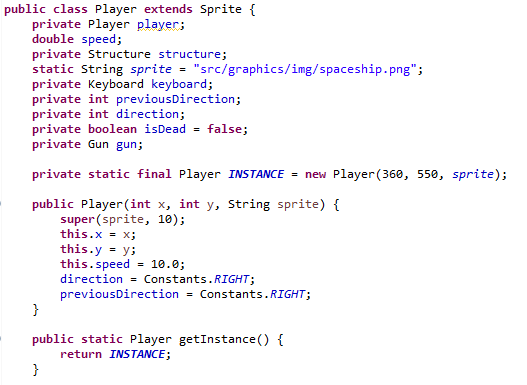 public class Player extends Sprite {
    private Player player;
    double speed;
    private Structure structure;
    static String sprite = "src/graphics/img/spaceship.png";
    private Keyboard keyboard;
    private int previousDirection;
    private int direction;
    private boolean isDead = false;
    private Gun gun;

    private static final Player INSTANCE = new Player(360, 550, sprite);

    public Player(int x, int y, String sprite) {
        super(sprite, 10);
        this.x = x;
        this.y = y;
        this.speed = 10.0;
        direction = Constants.RIGHT;
        previousDirection = Constants.RIGHT;
    }

    public static Player getInstance() {
        return INSTANCE;
    }